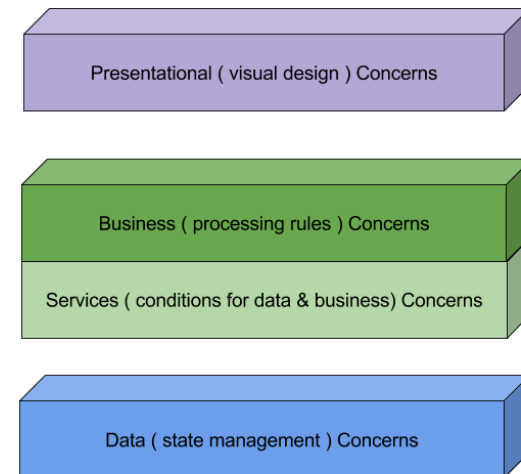 Presentational ( visual design ) Concerns
Business ( processing rules ) Concerns
Services ( conditions for data & business) Concerns
Data ( state management ) Concerns